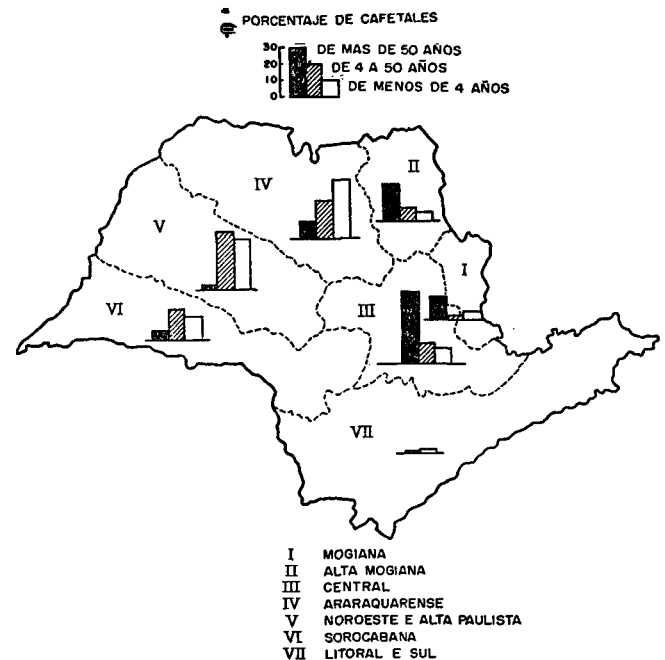 PORCENTAJE DE CAFETALES
30
20
10
0
DE MAS DE 50 AÑOS
DE 4 A 50 AÑOS
DE MENOS DE 4 AÑOS
II
IV
V
I
VI
III
VII
I MOGIANA
II ALTA MOGIANA
III CENTRAL
IV ARARAQUARENSE
V NOROESTE E ALTA PAULISTA
VI SOROCABANA
VII LITORAL E SUL